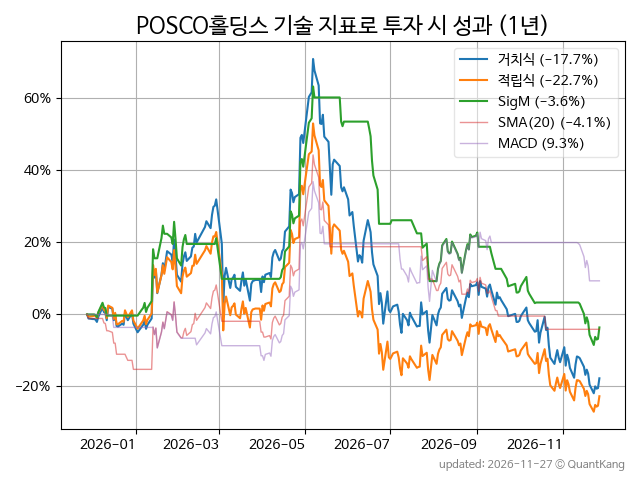 POSCO홀딩스 기술 지표로 투자 시 성과 (1년)
거치식 (−17.7%)
적립식 (−22.7%)
SigM (−3.6%)
SMA(20) (−4.1%)
MACD (9.3%)
60%
40%
20%
0%
−20%
2026-01 2026-03 2026-05 2026-07 2026-09 2026-11
updated: 2026-11-27 © QuantKang